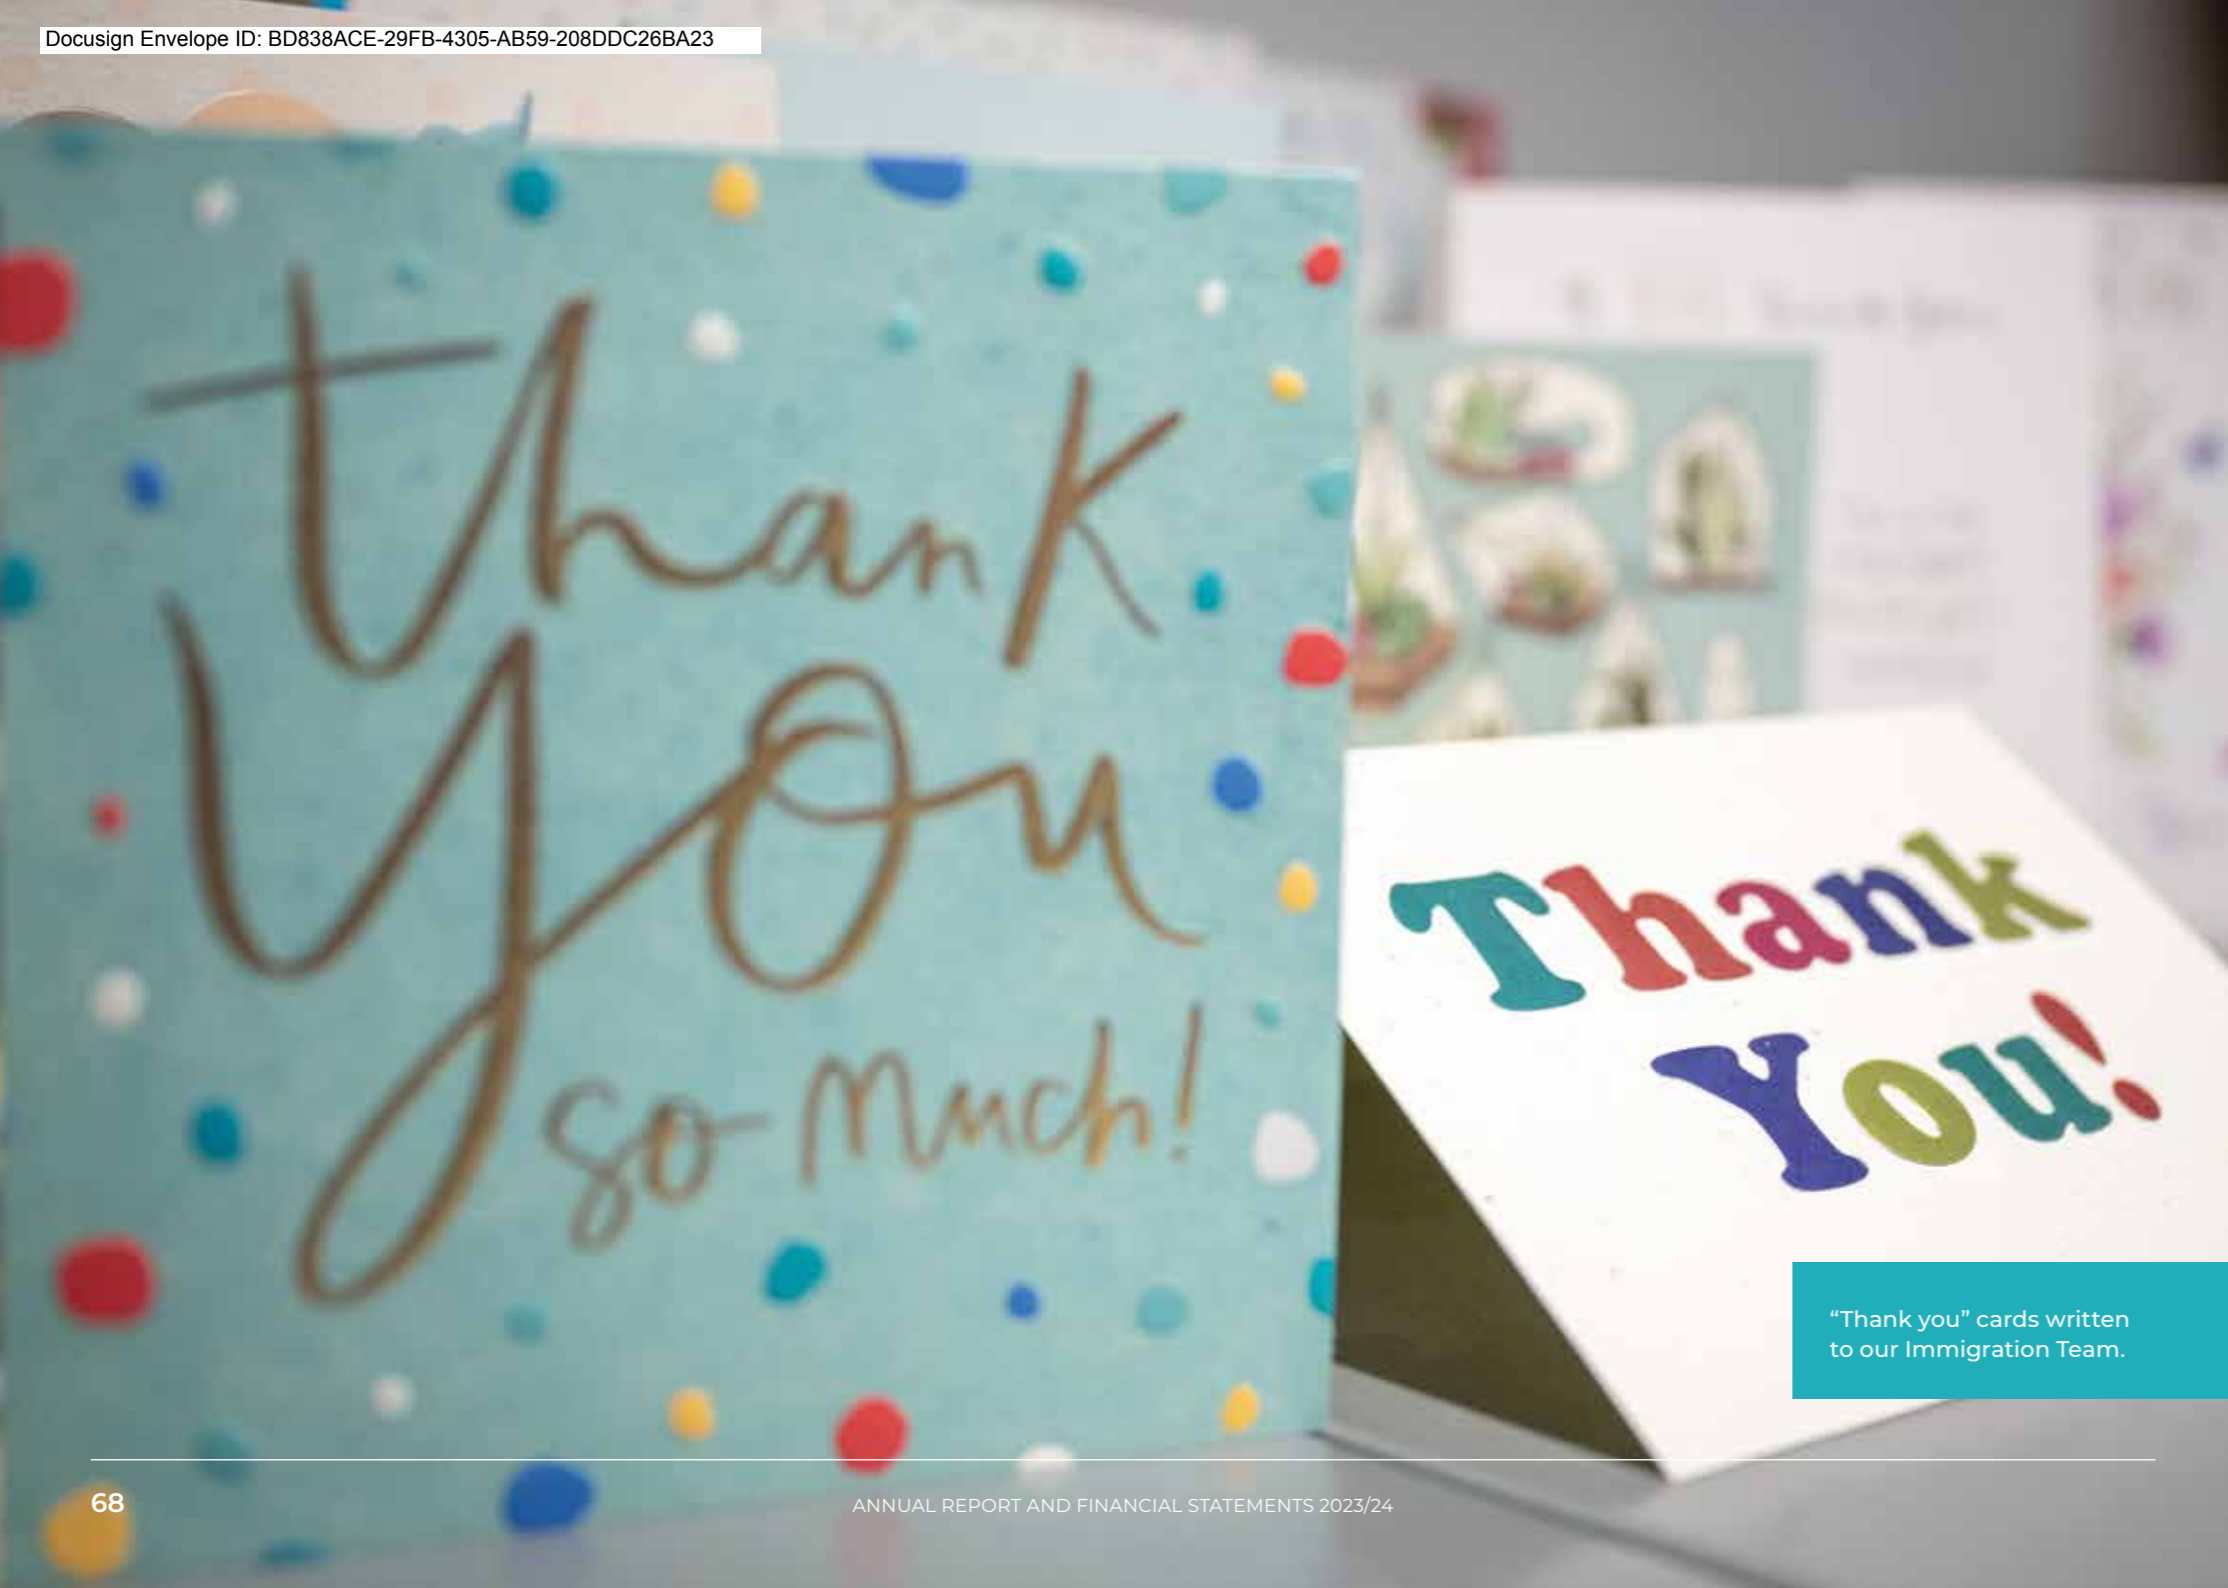 Docusign Envelope ID: BD838ACE-29FB-4305-AB59-208DDC26BA23
thank
you
so much!
Thank
You!
“Thank you” cards written
to our Immigration Team.
68
ANNUAL REPORT AND FINANCIAL STATEMENTS 2023/24